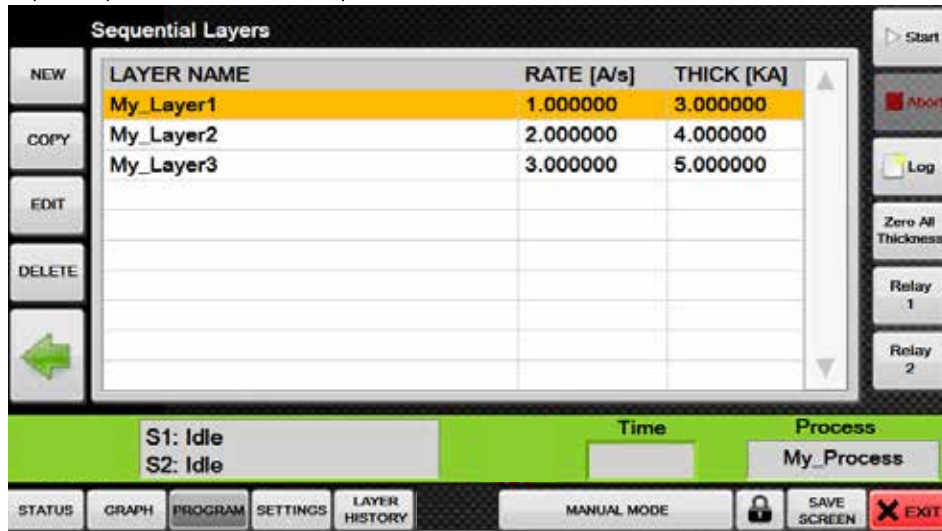 Sequential Layers
Start
NEW
LAYER NAME RATE [A/s] THICK [KA]
My_Layer1 1.000000 3.000000
Abort
COPY
My_Layer2 2.000000 4.000000
My_Layer3 3.000000 5.000000
Log
EDIT
Zero All
Thickness
DELETE
Relay
1
Relay
2
S1: Idle
S2: Idle
Time
Process
My_Process
STATUS GRAPH PROGRAM SETTINGS LAYER
HISTORY
MANUAL MODE
SAVE
SCREEN
EXIT